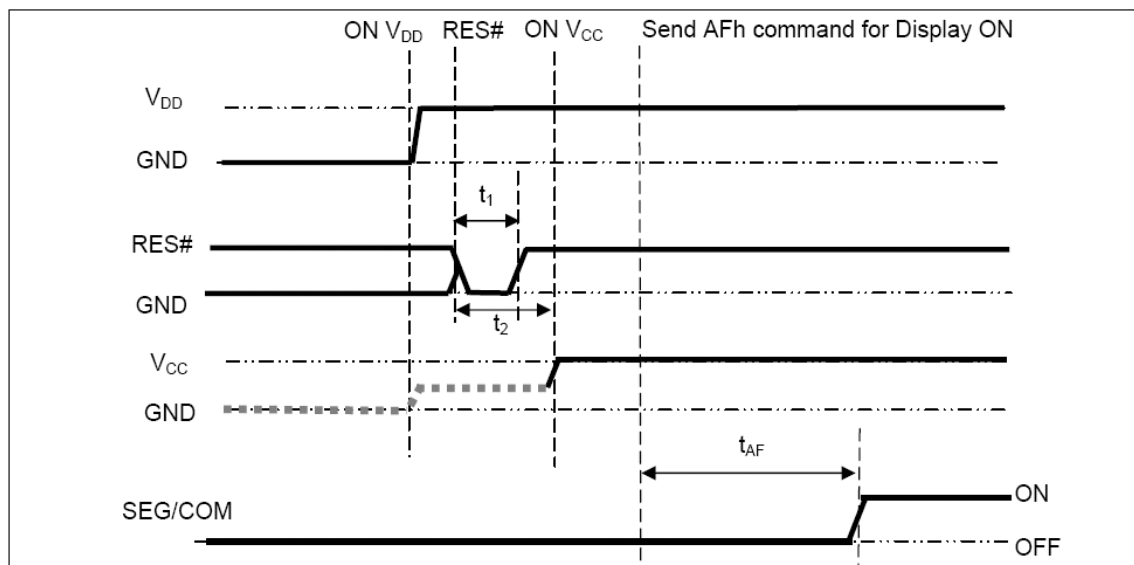 ON VDD RES# ON VCC Send AFh command for Display ON
VDD
GND
t1
RES#
GND
t2
VCC
GND
tAF
SEG/COM
ON
OFF